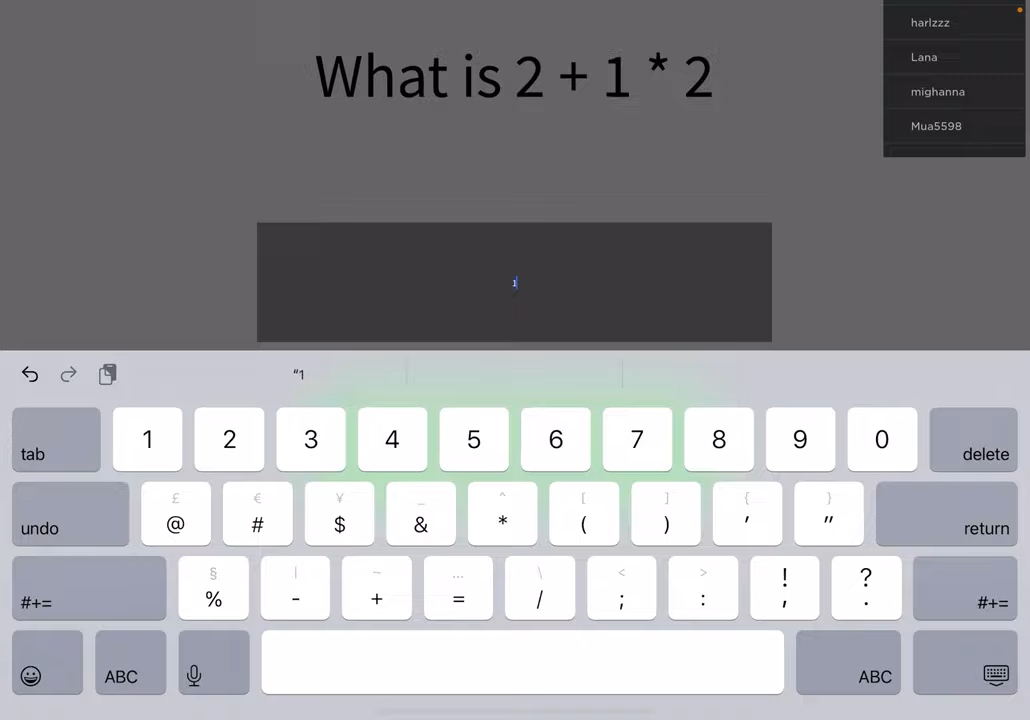 harlzzz
What is 2 + 1 * 2
Lana
mighanna
Mua5598
1
“1
1 2 3 4 5 6 7 8 9 0
tab delete
£ € ¥ _ ^ [ ] { }
undo @ # $ & * ( ) ' " return
§ | ~ … \ < > ! ?
#+= % - + = / ; : , . #+=
ABC ABC